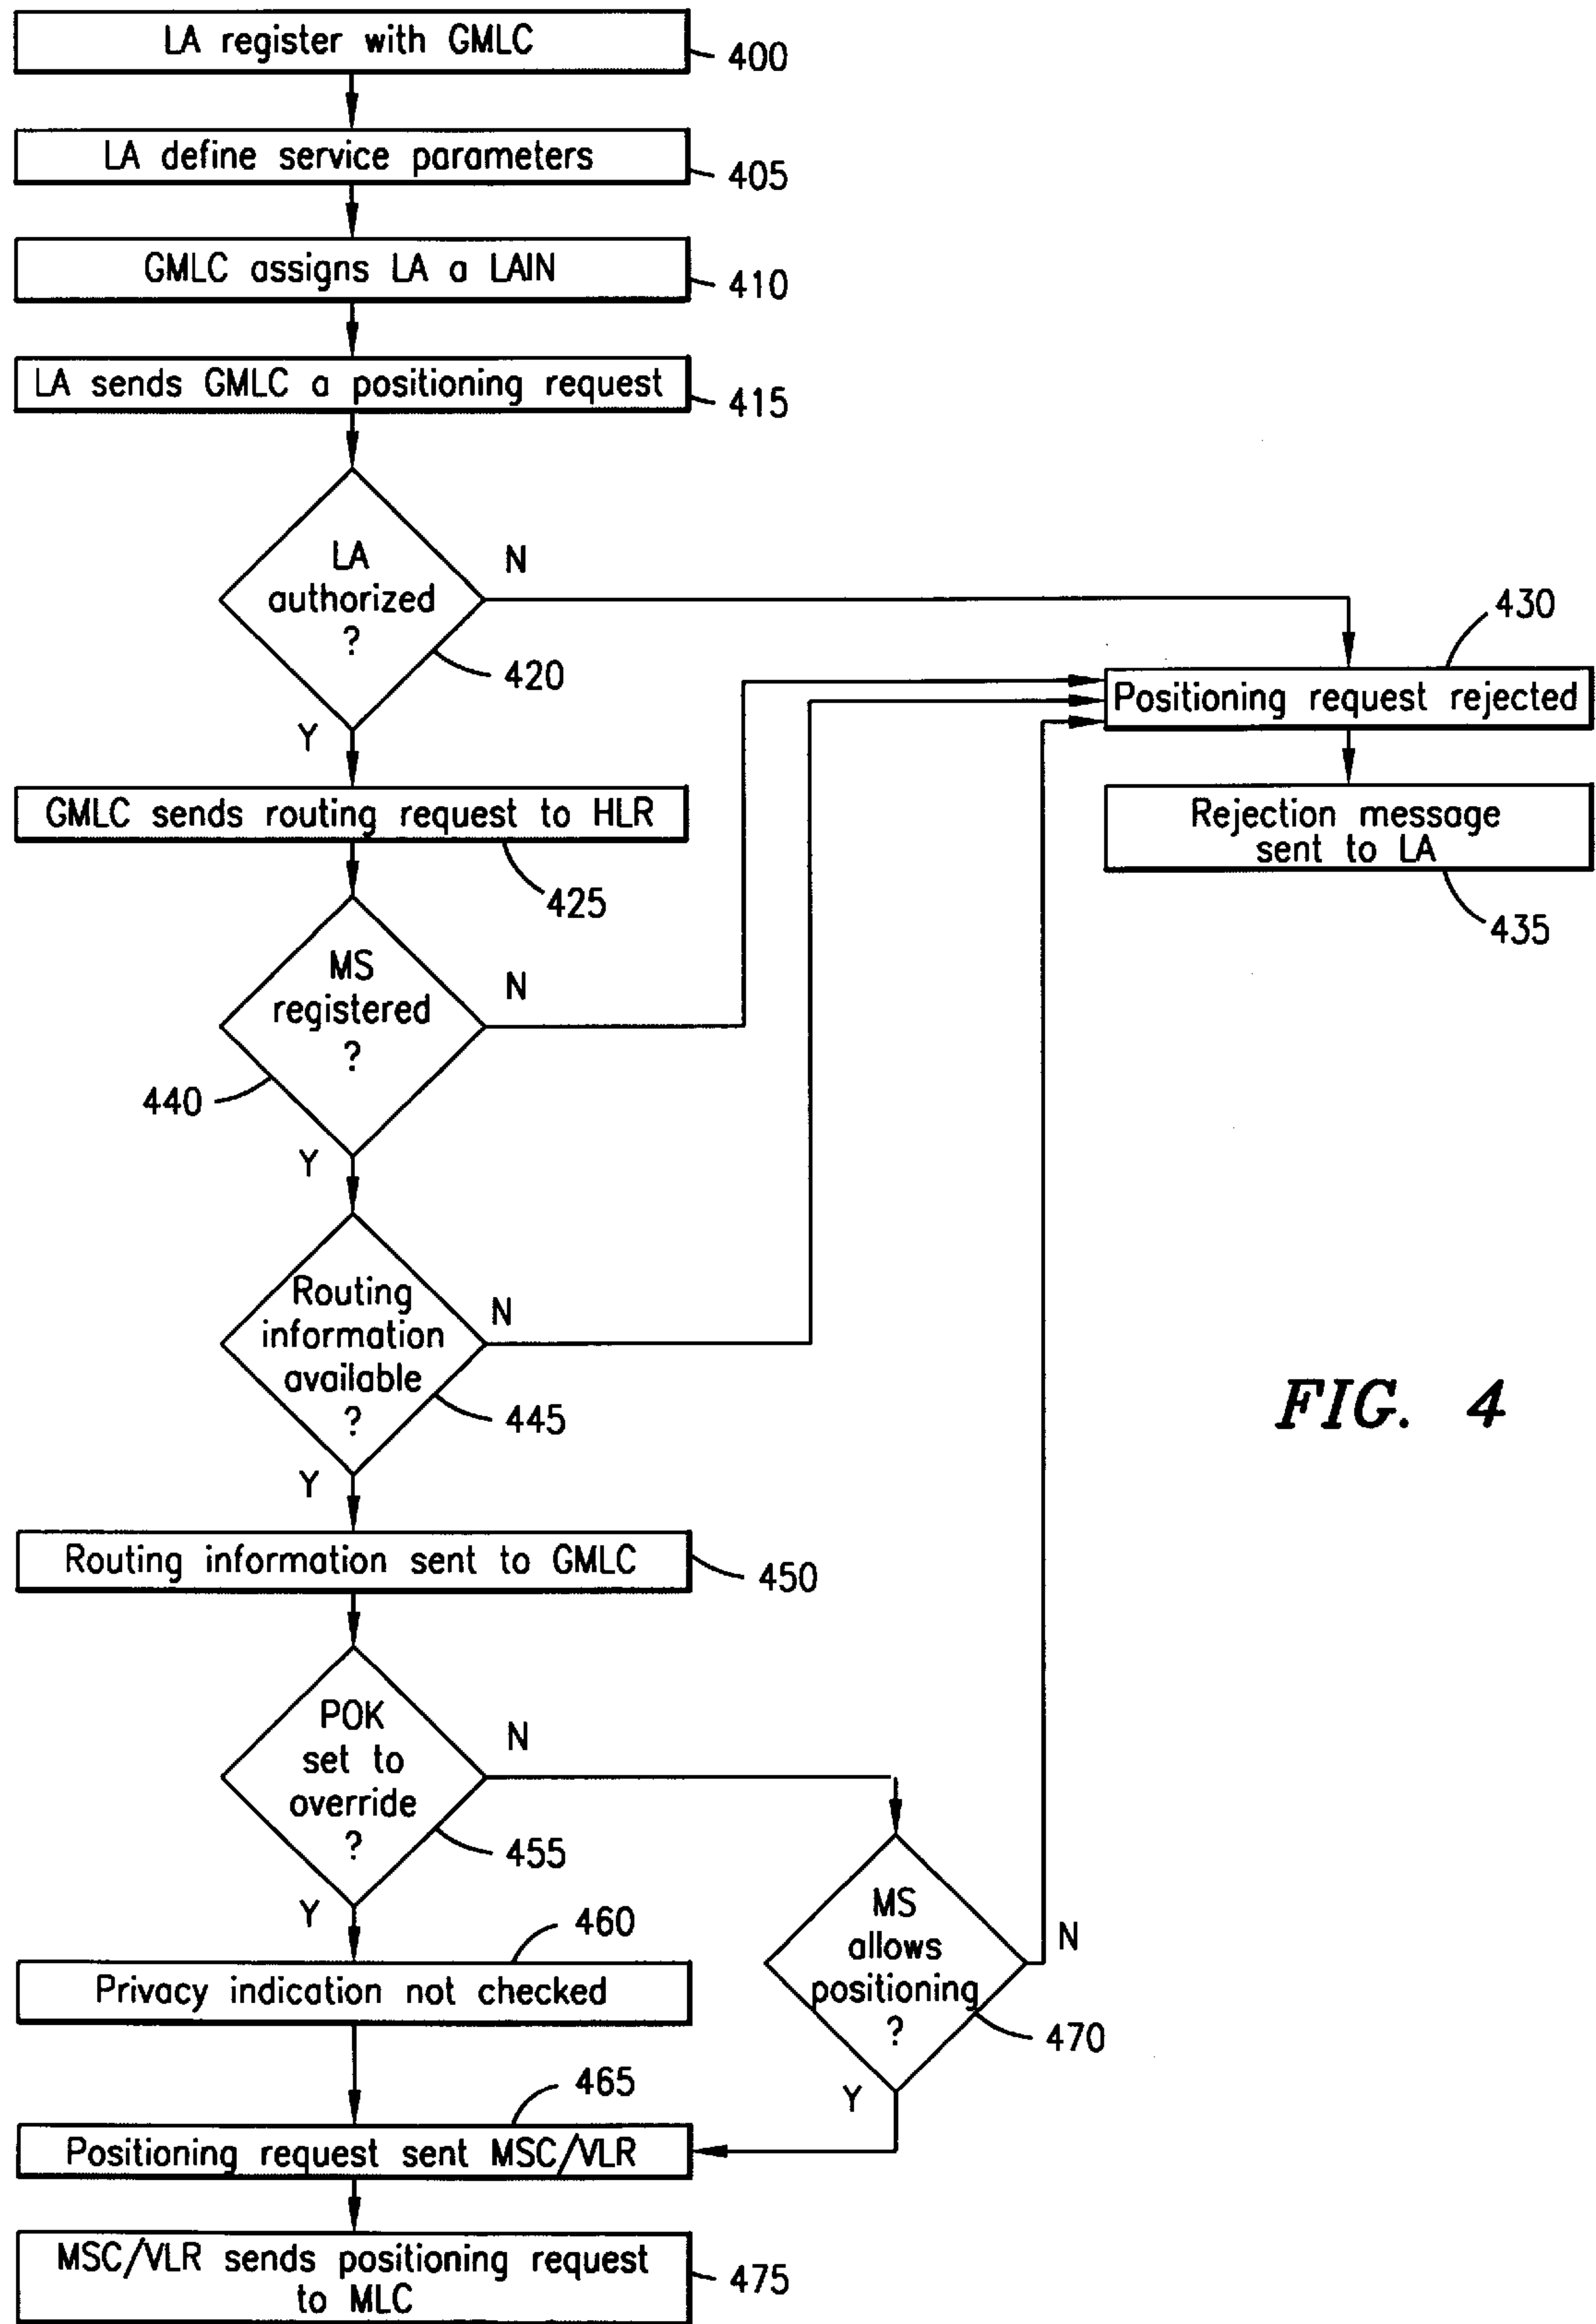 LA register with GMLC
400
LA define service parameters
405
GMLC assigns LA a LAIN
410
LA sends GMLC a positioning request
415
LA
authorized
?
N
420
Y
430
Positioning request rejected
Rejection message
sent to LA
435
GMLC sends routing request to HLR
425
MS
registered
?
N
440
Y
Routing
information
available
?
N
445
Y
FIG. 4
Routing information sent to GMLC
450
POK
set to
override
?
N
455
Y
MS
allows
positioning
?
N
470
Y
460
Privacy indication not checked
465
Positioning request sent MSC/VLR
MSC/VLR sends positioning request
to MLC
475